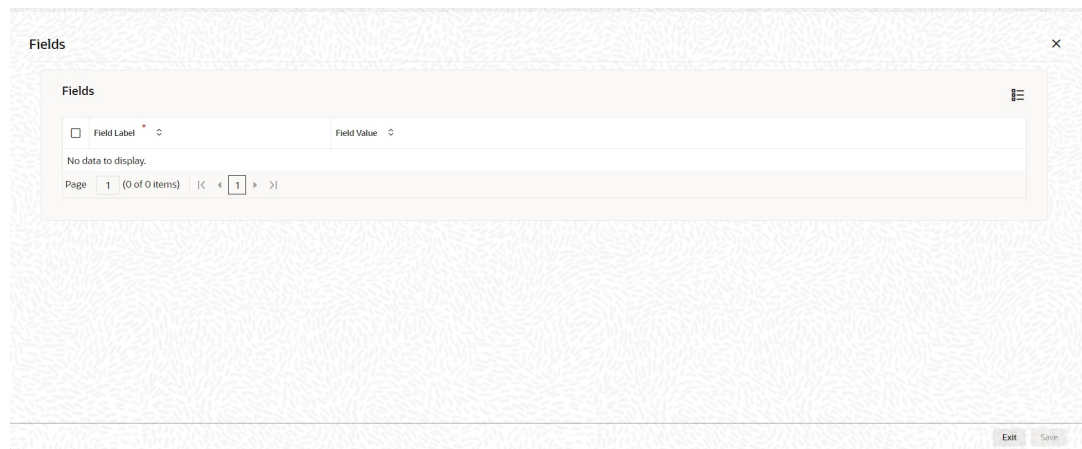 Fields
Fields
Field Label * Field Value
No data to display.
Page 1 (0 of 0 items) 1
Exit Save